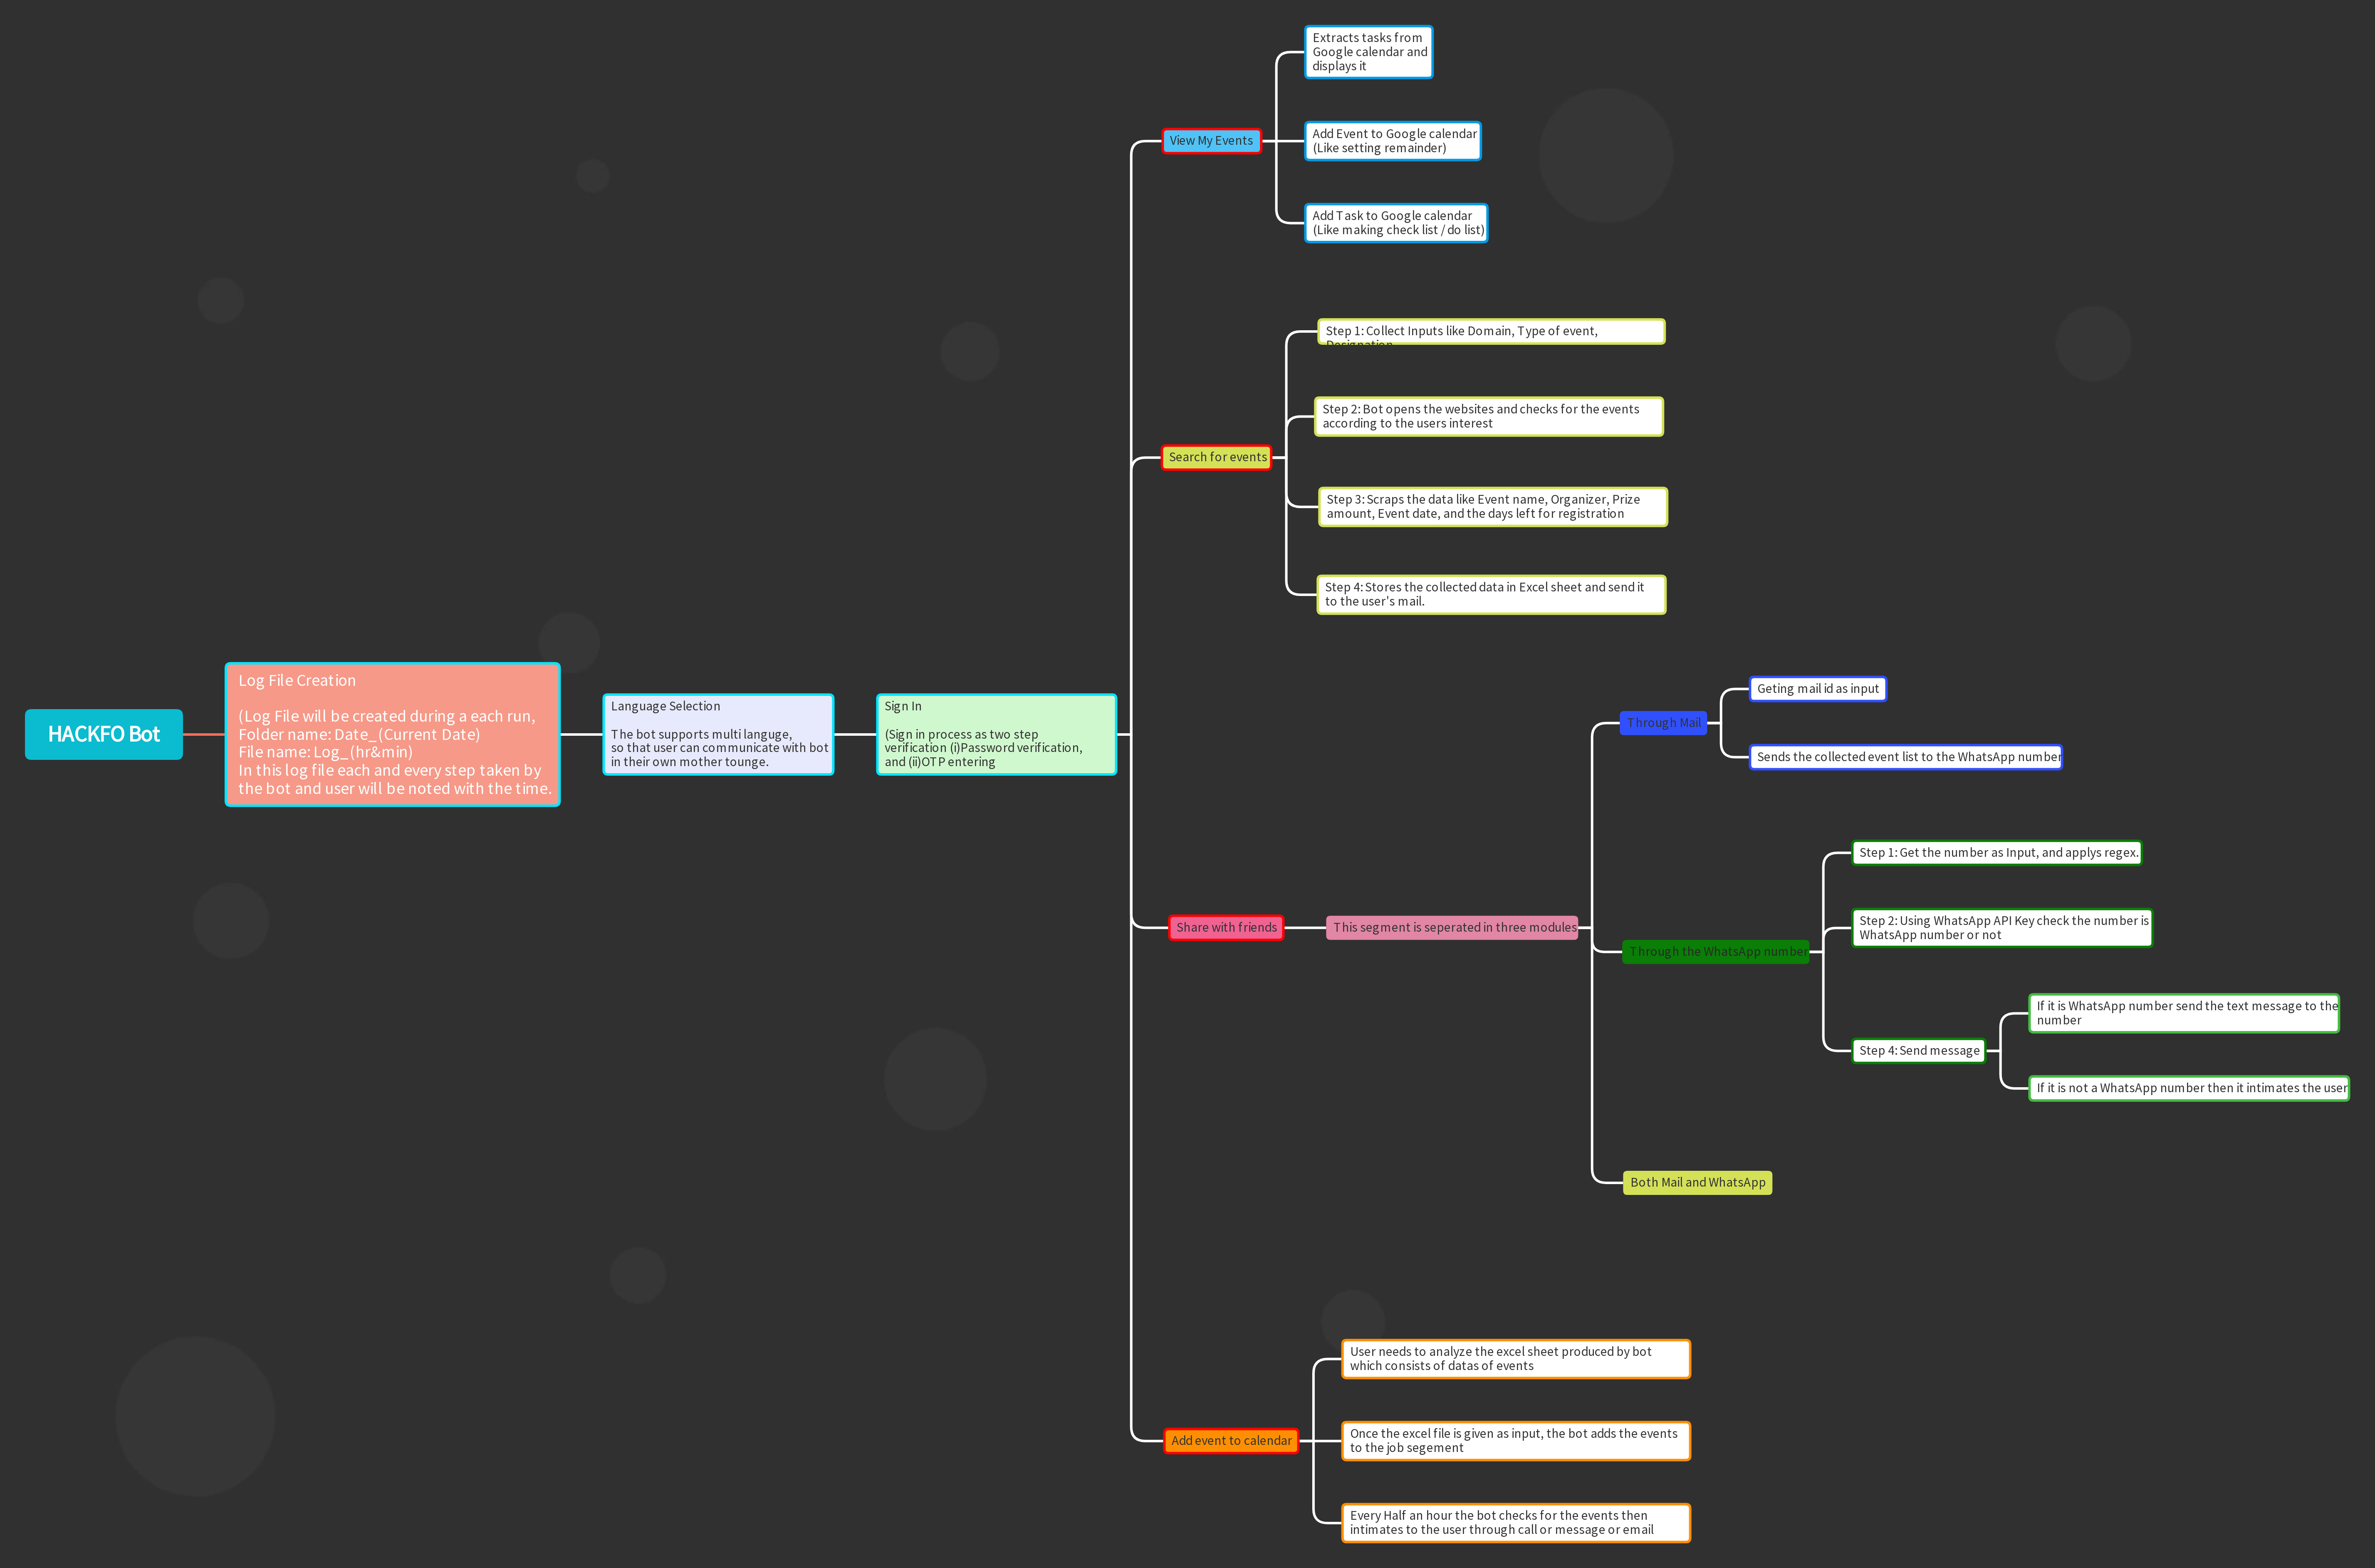 HACKFO Bot
Log File Creation
(Log File will be created during a each run,
Folder name: Date_(Current Date)
File name: Log_(hr&min)
In this log file each and every step taken by
the bot and user will be noted with the time.
Language Selection
The bot supports multi languge,
so that user can communicate with bot
in their own mother tounge.
Sign In
(Sign in process as two step
verification (i)Password verification,
and (ii)OTP entering
View My Events
Extracts tasks from
Google calendar and
displays it
Add Event to Google calendar
(Like setting remainder)
Add Task to Google calendar
(Like making check list / do list)
Search for events
Step 1: Collect Inputs like Domain, Type of event,
Designation
Step 2: Bot opens the websites and checks for the events
according to the users interest
Step 3: Scraps the data like Event name, Organizer, Prize
amount, Event date, and the days left for registration
Step 4: Stores the collected data in Excel sheet and send it
to the user's mail.
Share with friends
This segment is seperated in three modules
Through Mail
Geting mail id as input
Sends the collected event list to the WhatsApp number
Through the WhatsApp number
Step 1: Get the number as Input, and applys regex.
Step 2: Using WhatsApp API Key check the number is
WhatsApp number or not
Step 4: Send message
If it is WhatsApp number send the text message to the
number
If it is not a WhatsApp number then it intimates the user
Both Mail and WhatsApp
Add event to calendar
User needs to analyze the excel sheet produced by bot
which consists of datas of events
Once the excel file is given as input, the bot adds the events
to the job segement
Every Half an hour the bot checks for the events then
intimates to the user through call or message or email